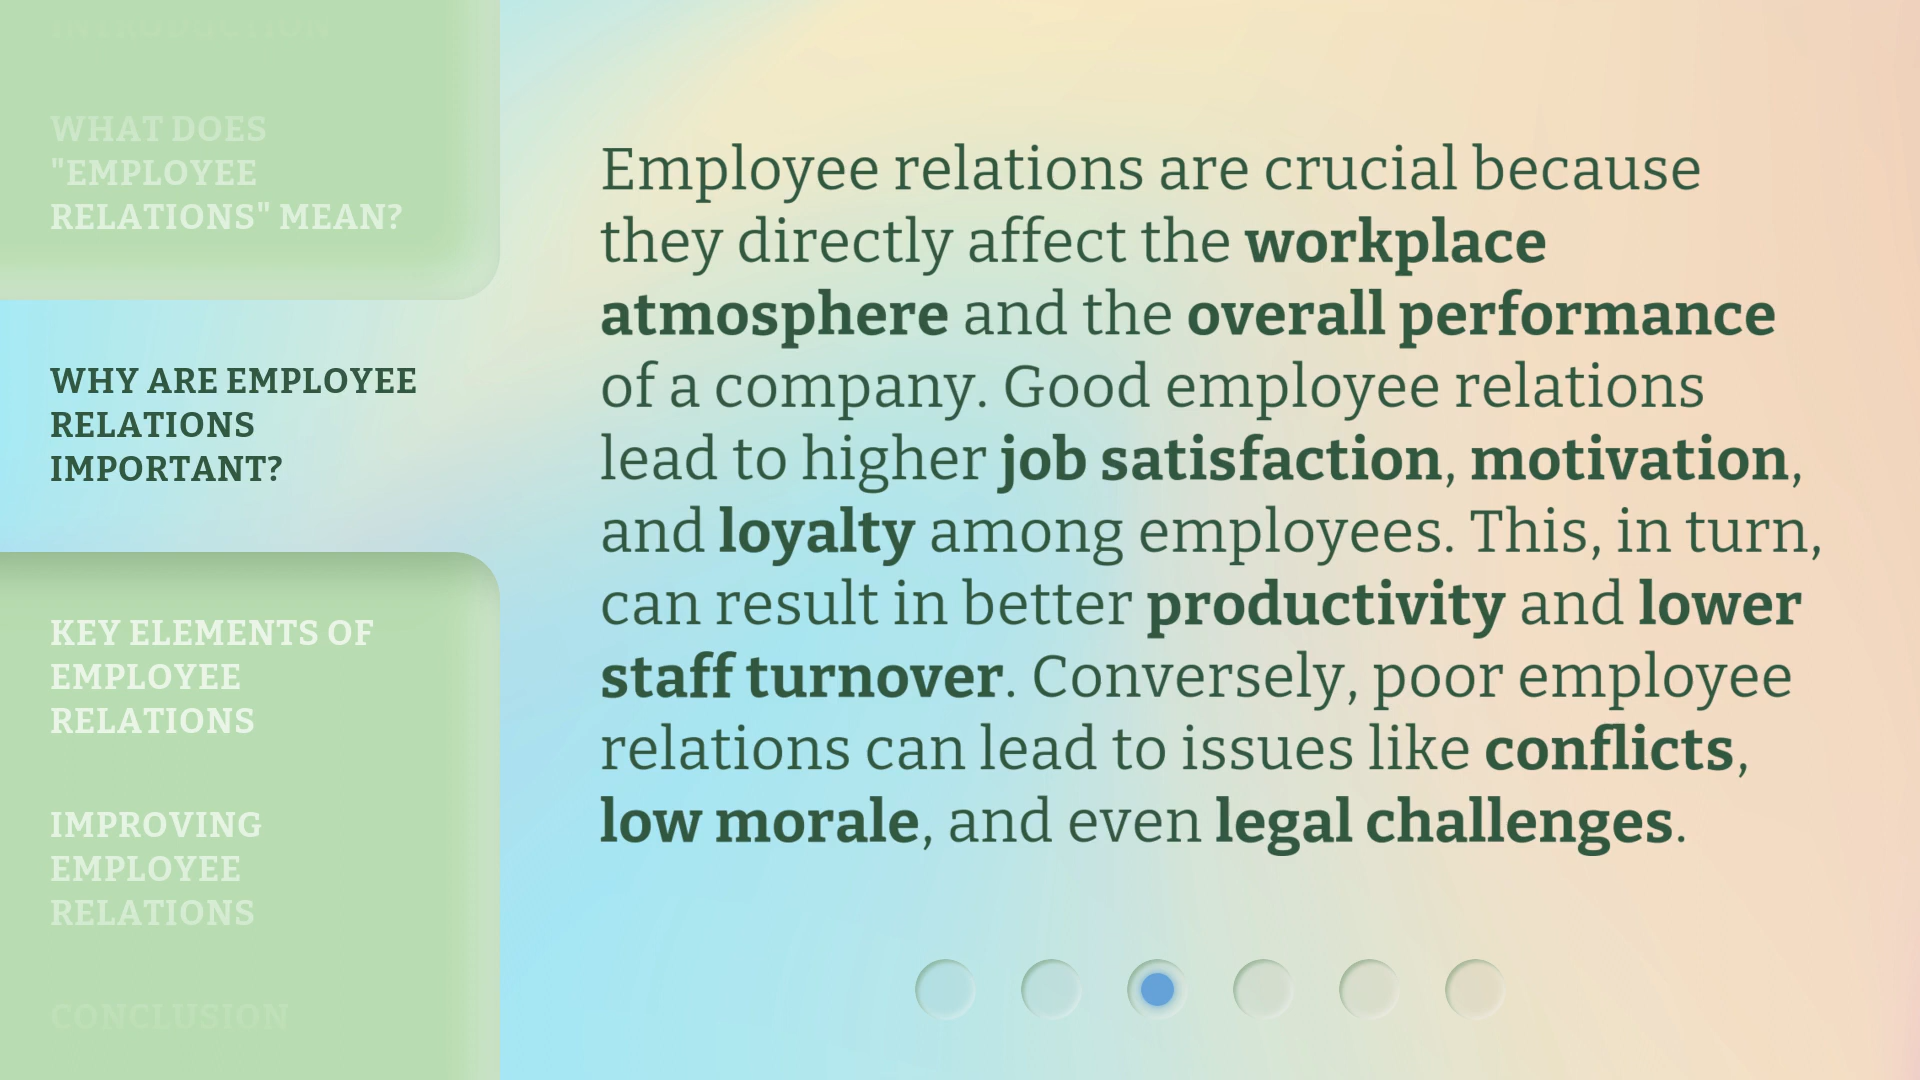 INTRODUCTION
WHAT DOES
"EMPLOYEE
RELATIONS" MEAN?
WHY ARE EMPLOYEE
RELATIONS
IMPORTANT?
KEY ELEMENTS OF
EMPLOYEE
RELATIONS
IMPROVING
EMPLOYEE
RELATIONS
CONCLUSION
Employee relations are crucial because
they directly affect the workplace
atmosphere and the overall performance
of a company. Good employee relations
lead to higher job satisfaction, motivation,
and loyalty among employees. This, in turn,
can result in better productivity and lower
staff turnover. Conversely, poor employee
relations can lead to issues like conflicts,
low morale, and even legal challenges.